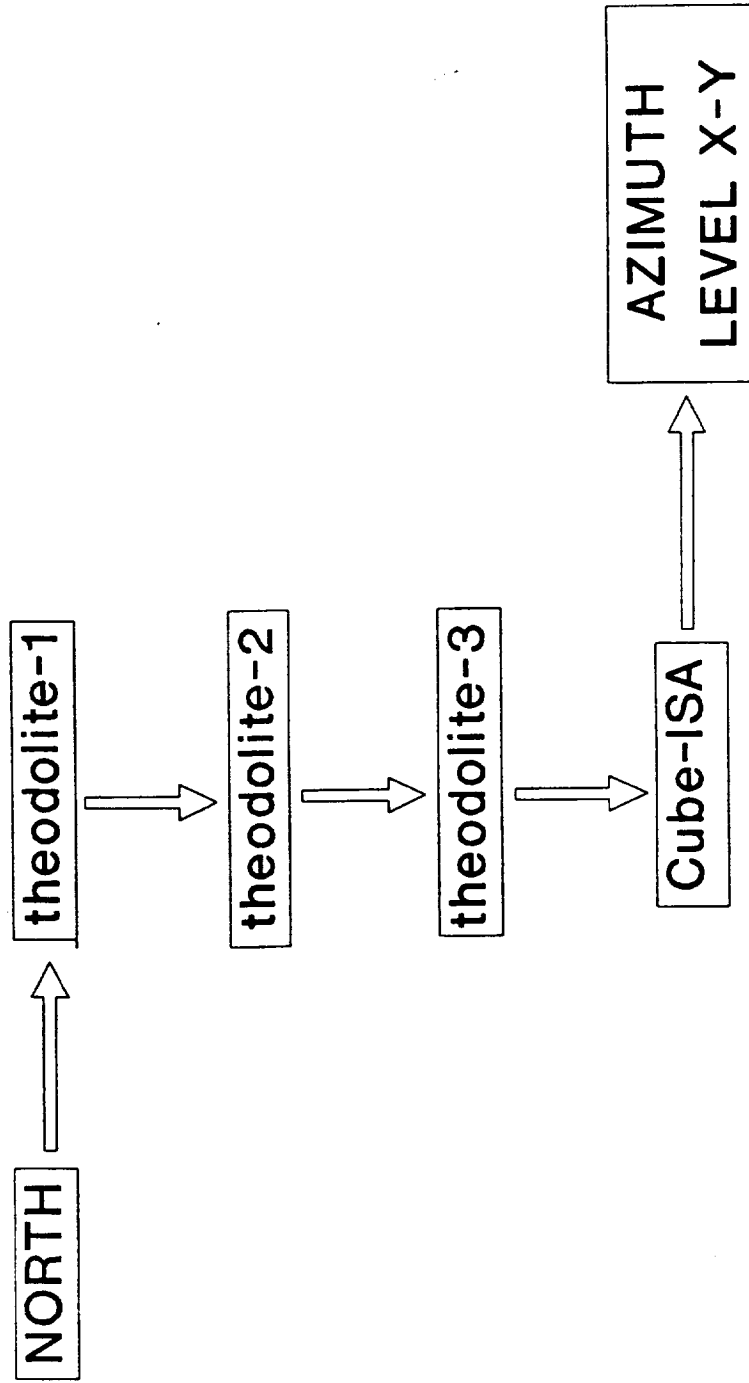 NORTH
theodolite-1
theodolite-2
theodolite-3
Cube-ISA
AZIMUTH
LEVEL X-Y